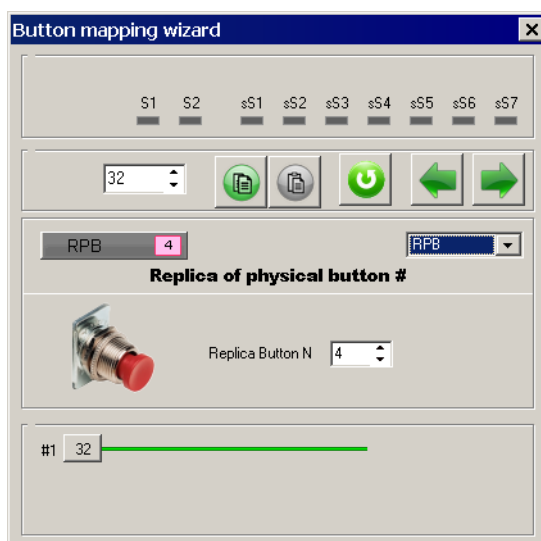 Button mapping wizard
S1 S2 sS1 sS2 sS3 sS4 sS5 sS6 sS7
32
RPB 4 RPB
Replica of physical button #
Replica Button N 4
#1 32